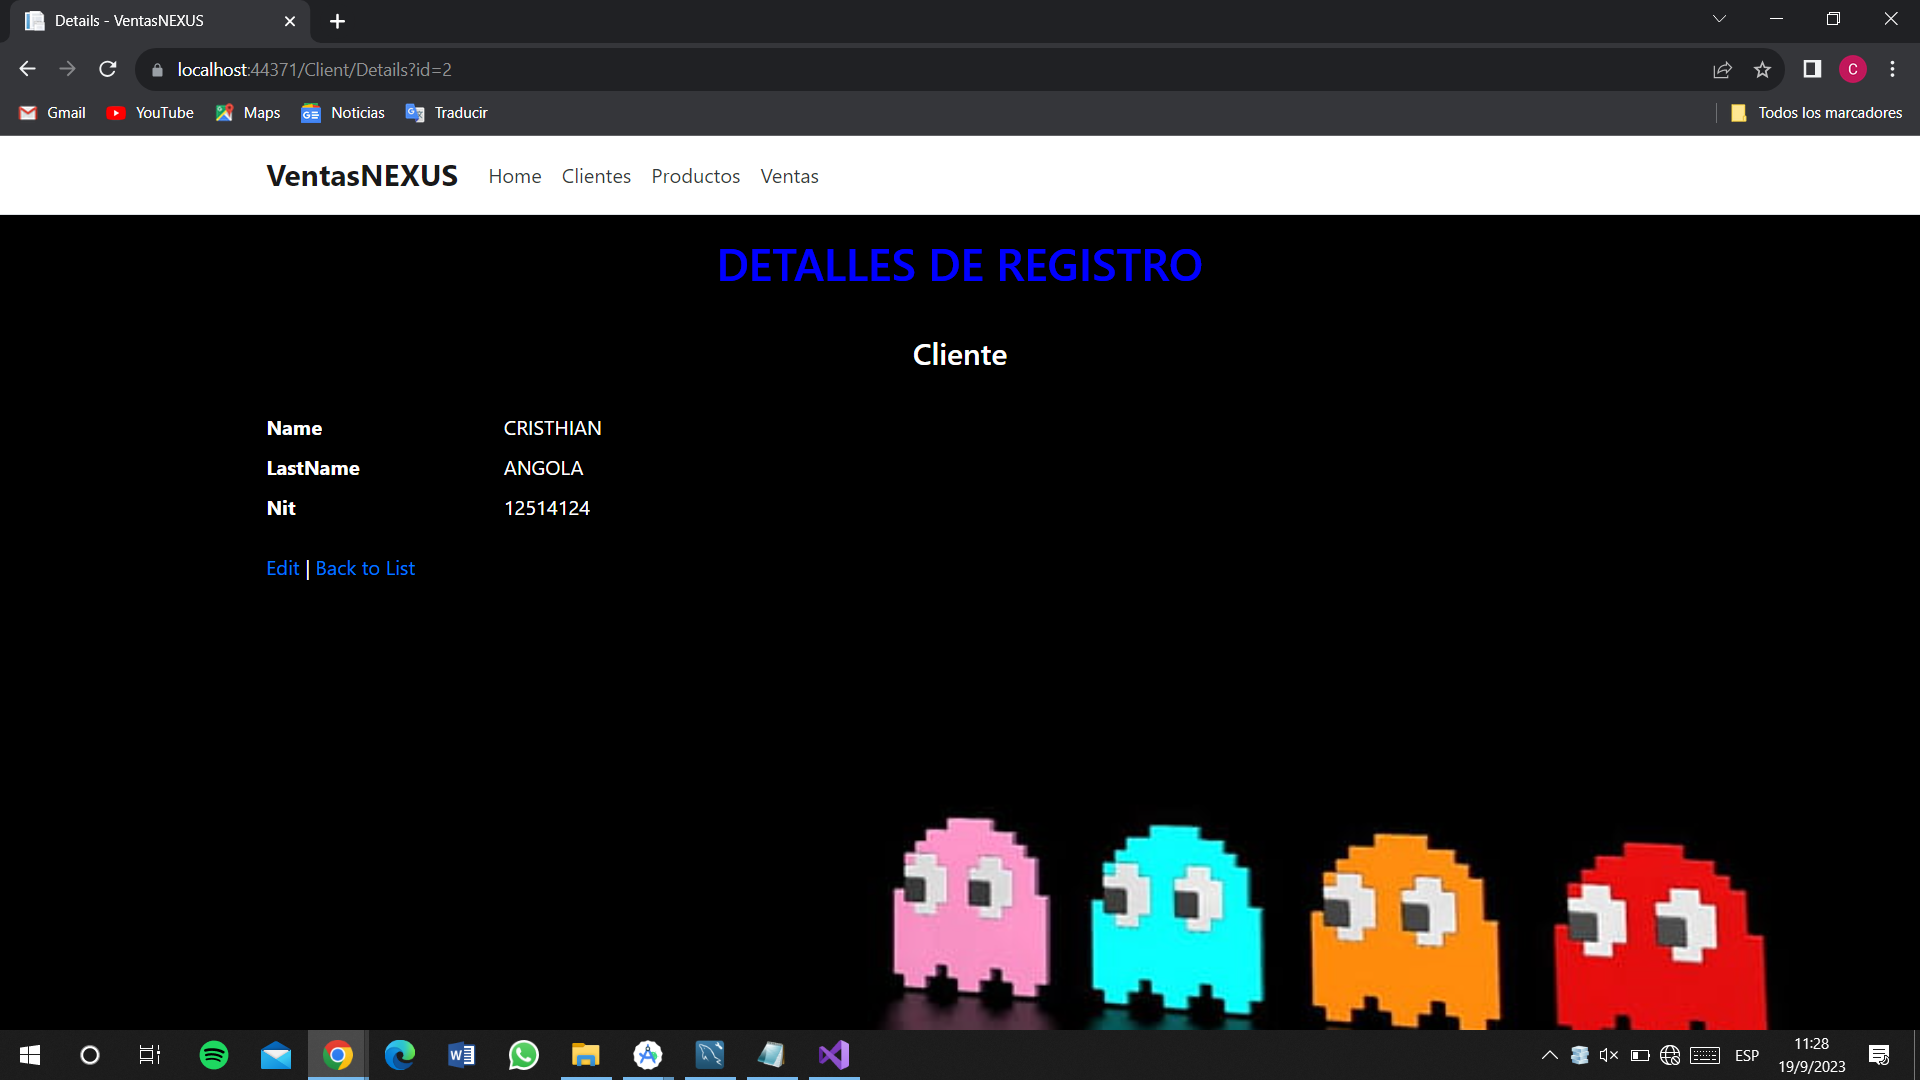 Details - VentasNEXUS
localhost:44371/Client/Details?id=2
C
Gmail YouTube Maps Noticias Traducir Todos los marcadores
VentasNEXUS Home Clientes Productos Ventas
DETALLES DE REGISTRO
Cliente
Name CRISTHIAN
LastName ANGOLA
Nit 12514124
Edit | Back to List
ESP
11:28
19/9/2023